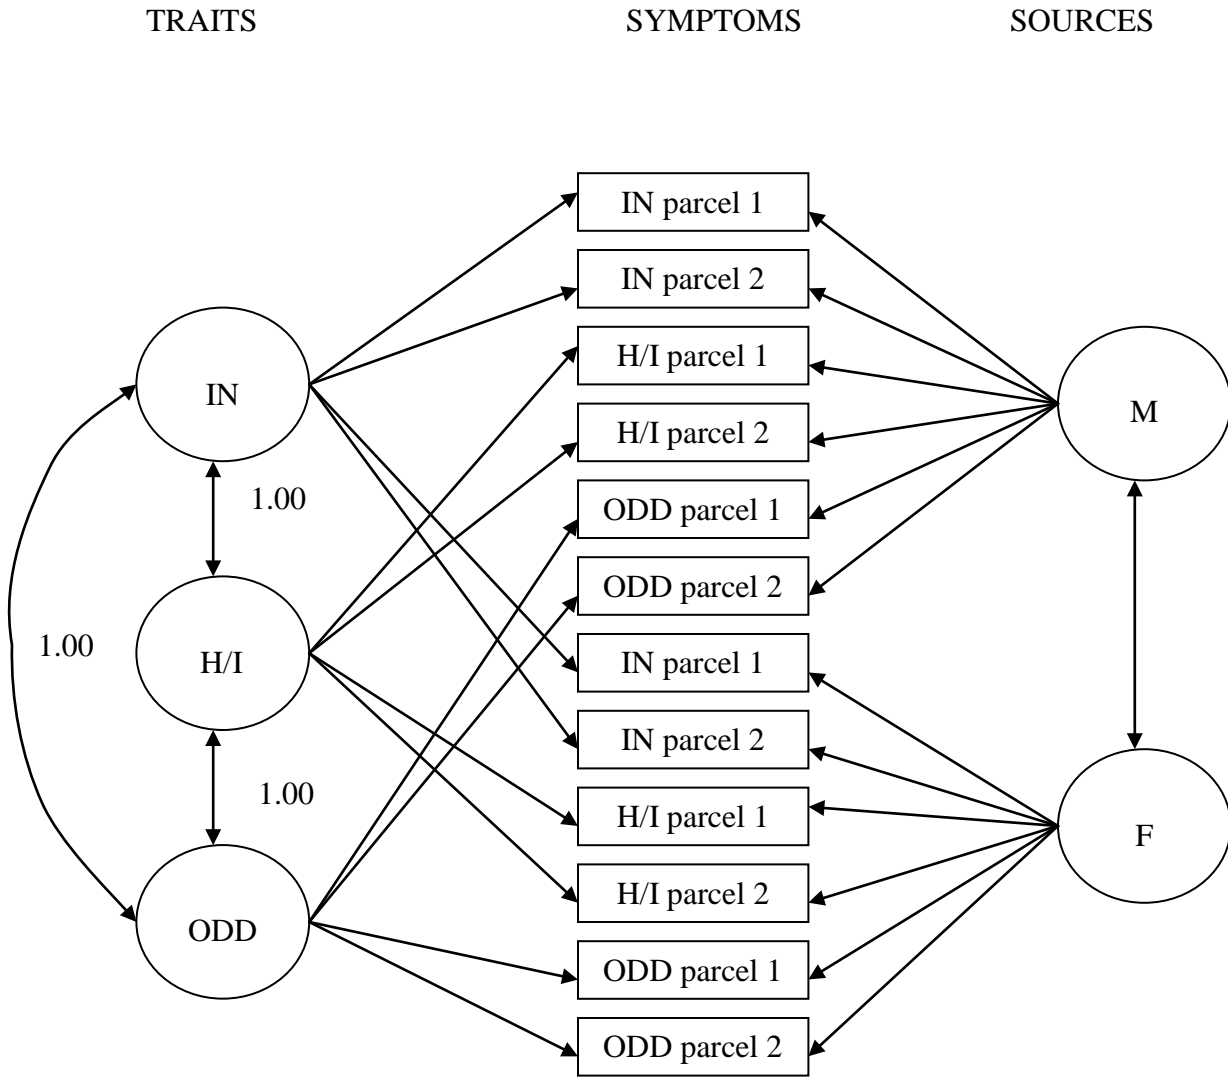 TRAITS SYMPTOMS SOURCES
IN parcel 1
IN parcel 2
H/I parcel 1
IN
M
H/I parcel 2
1.00
ODD parcel 1
ODD parcel 2
1.00
H/I
IN parcel 1
IN parcel 2
1.00
H/I parcel 1
F
H/I parcel 2
ODD
ODD parcel 1
ODD parcel 2